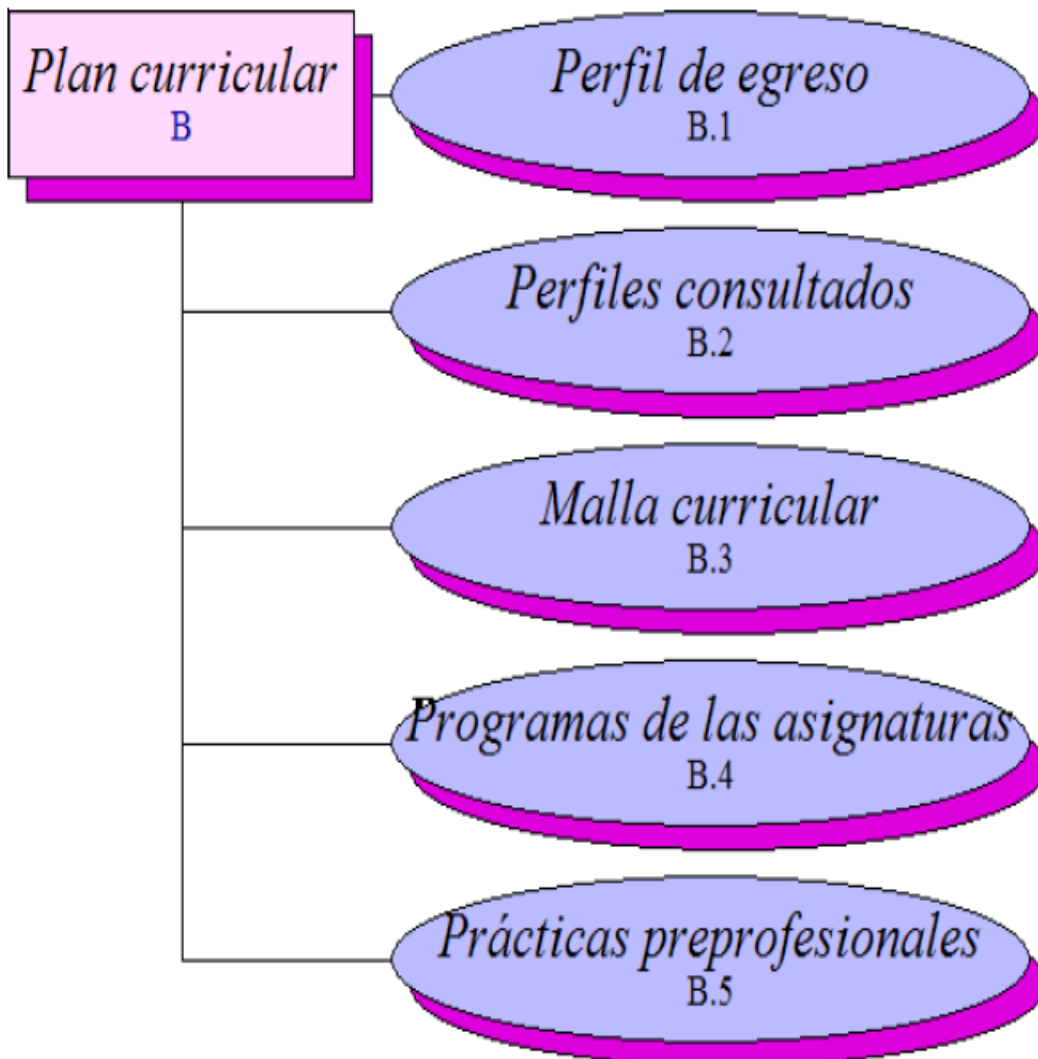 Plan curricular
B
Perfil de egreso
B.1
Perfiles consultados
B.2
Malla curricular
B.3
Programas de las asignaturas
B.4
Prácticas preprofesionales
B.5